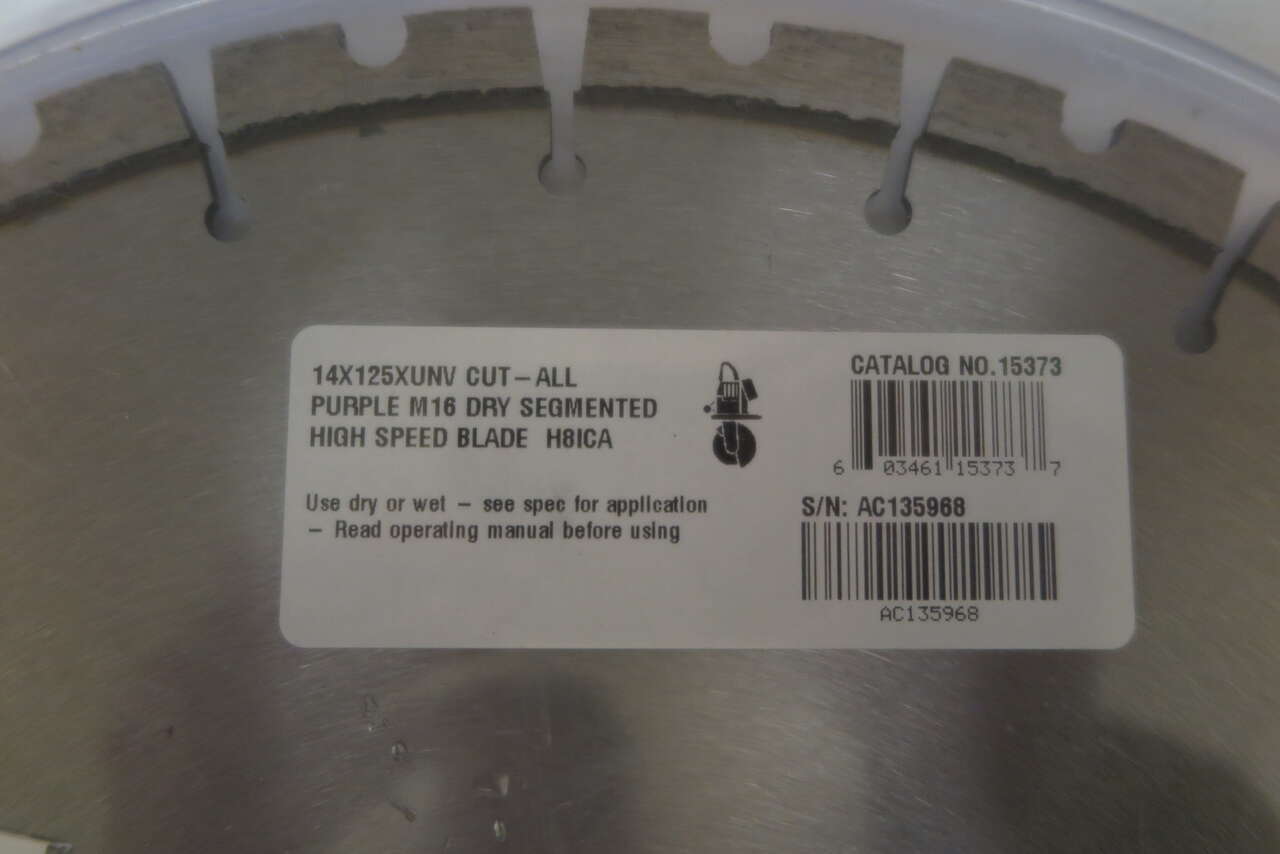 14X125XUNV CUT–ALL
PURPLE M16 DRY SEGMENTED
HIGH SPEED BLADE H8ICA
Use dry or wet – see spec for application
– Read operating manual before using
CATALOG NO.15373
6 03461 15373 7
S/N: AC135968
AC135968